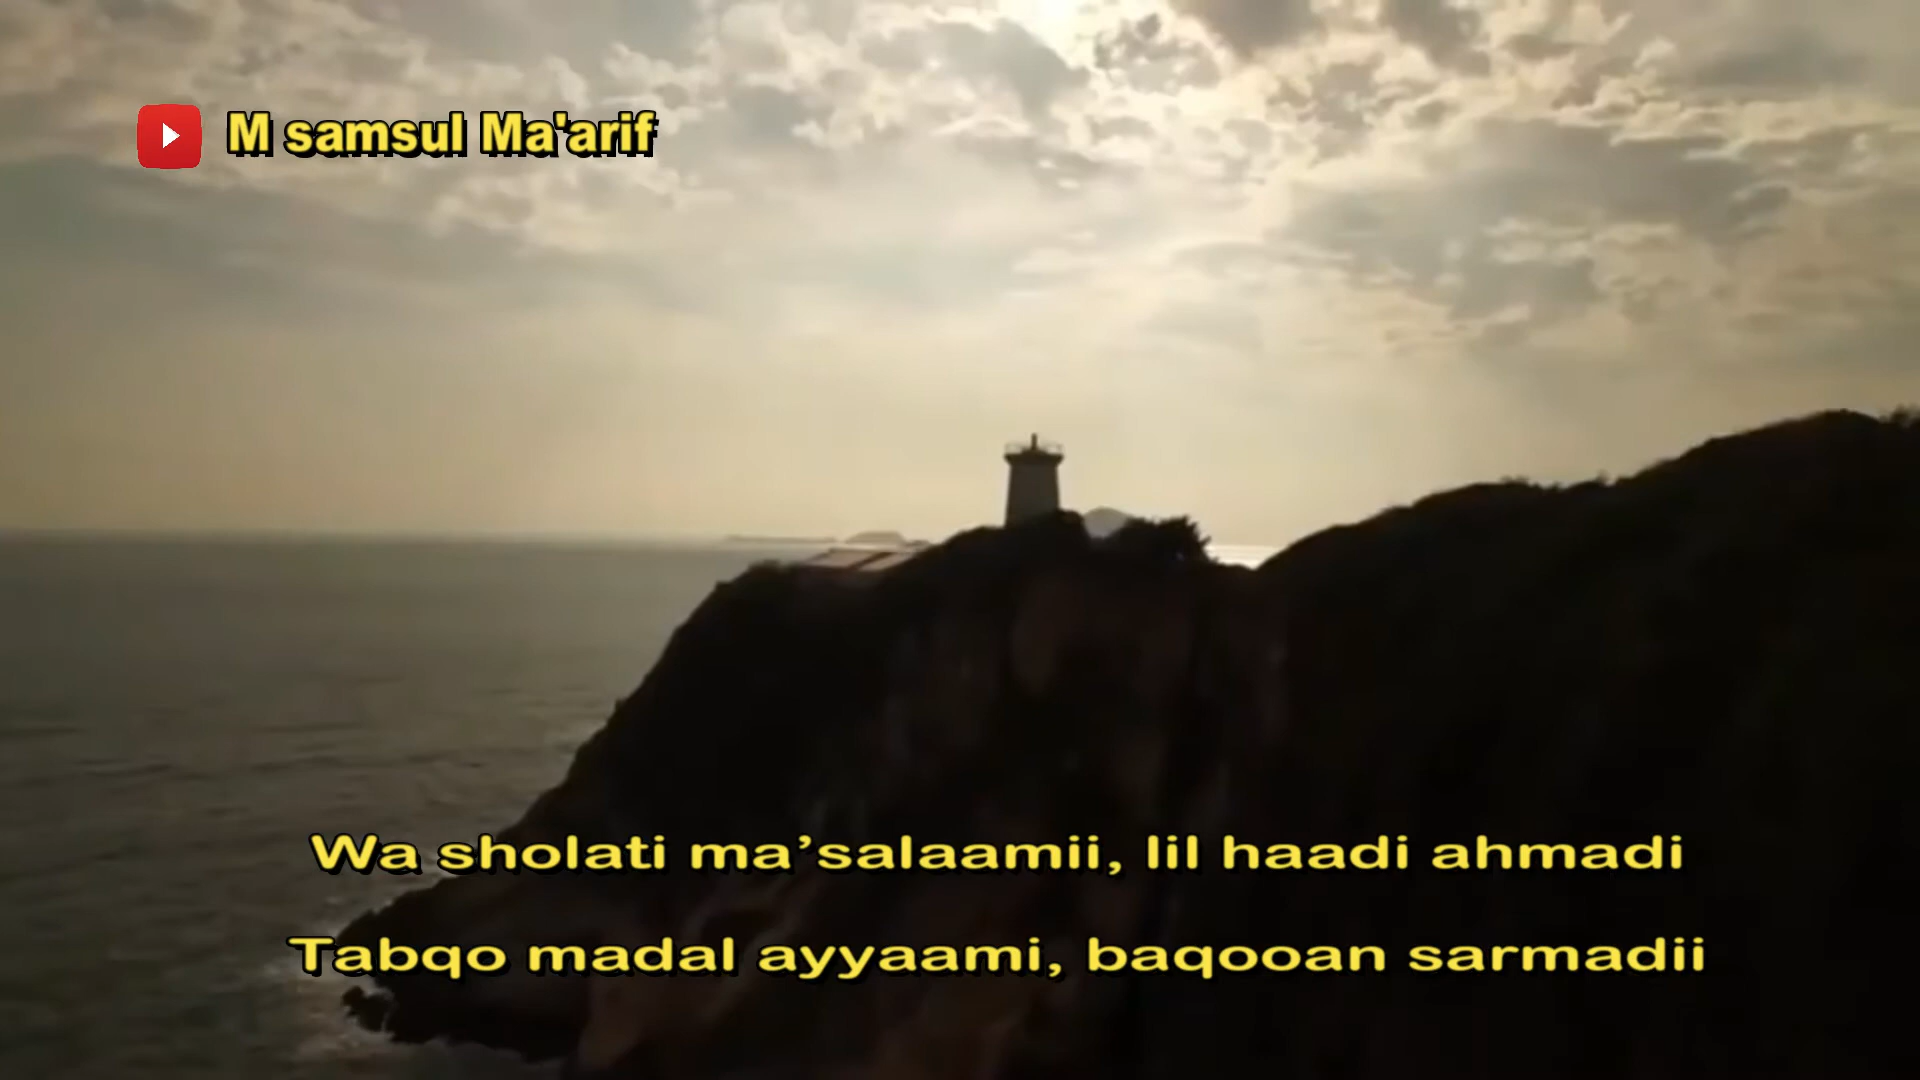 M samsul Ma'arif
Wa sholati ma’salaamii, lil haadi ahmadi
Tabqo madal ayyaami, baqooan sarmadii